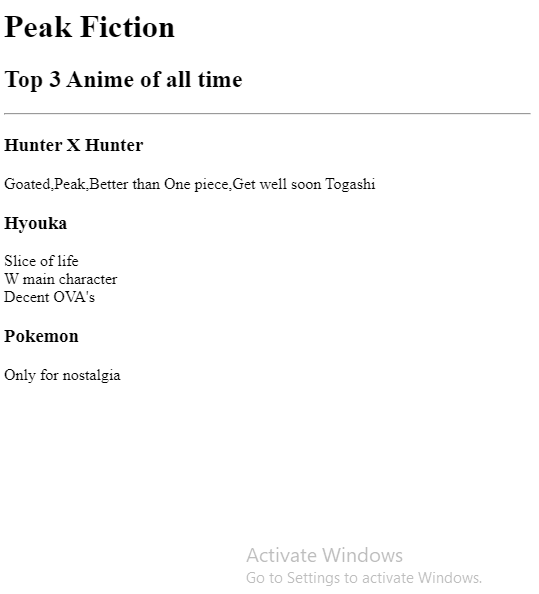 Peak Fiction
Top 3 Anime of all time
Hunter X Hunter
Goated,Peak,Better than One piece,Get well soon Togashi
Hyouka
Slice of life
W main character
Decent OVA's
Pokemon
Only for nostalgia
Activate Windows
Go to Settings to activate Windows.